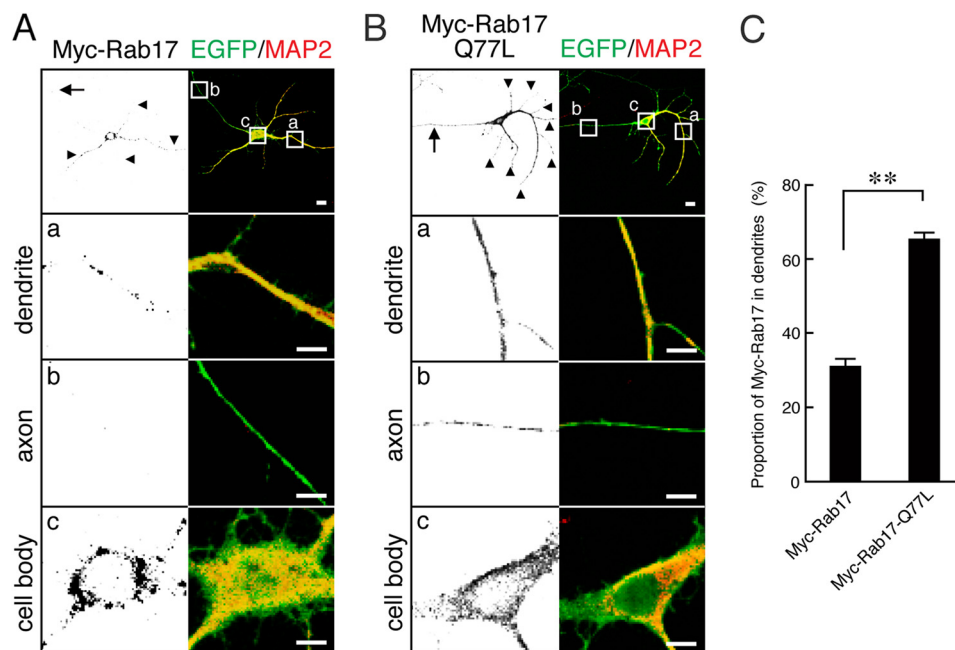 A
Myc-Rab17
EGFP/MAP2
b
c
a
dendrite
a
axon
b
cell body
c
B
Myc-Rab17
Q77L
EGFP/MAP2
b
c
a
dendrite
a
axon
b
cell body
c
C
Proportion of Myc-Rab17 in dendrites (%)
80
60
40
20
0
**
Myc-Rab17
Myc-Rab17-Q77L